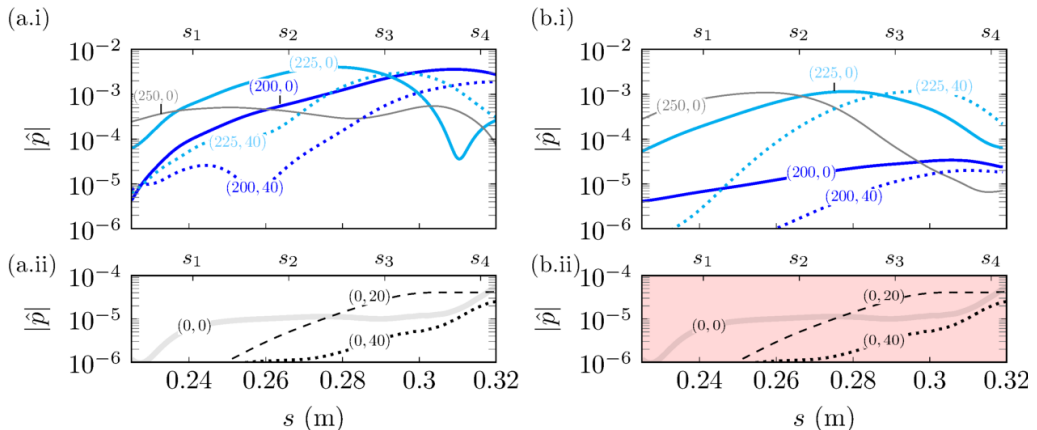 (a.i)
s₁ s₂ s₃ s₄
10⁻²
10⁻³
10⁻⁴
10⁻⁵
10⁻⁶
|p̂|
(250, 0)
(225, 0)
(200, 0)
(225, 40)
(200, 40)
(b.i)
s₁ s₂ s₃ s₄
10⁻²
10⁻³
10⁻⁴
10⁻⁵
10⁻⁶
|p̂|
(225, 0)
(225, 40)
(250, 0)
(200, 0)
(200, 40)
(a.ii)
s₁ s₂ s₃ s₄
10⁻⁴
10⁻⁵
10⁻⁶
|p̂|
(0, 20)
(0, 0)
(0, 40)
0.24 0.26 0.28 0.3 0.32
s (m)
(b.ii)
s₁ s₂ s₃ s₄
10⁻⁴
10⁻⁵
10⁻⁶
|p̂|
(0, 20)
(0, 0)
(0, 40)
0.24 0.26 0.28 0.3 0.32
s (m)